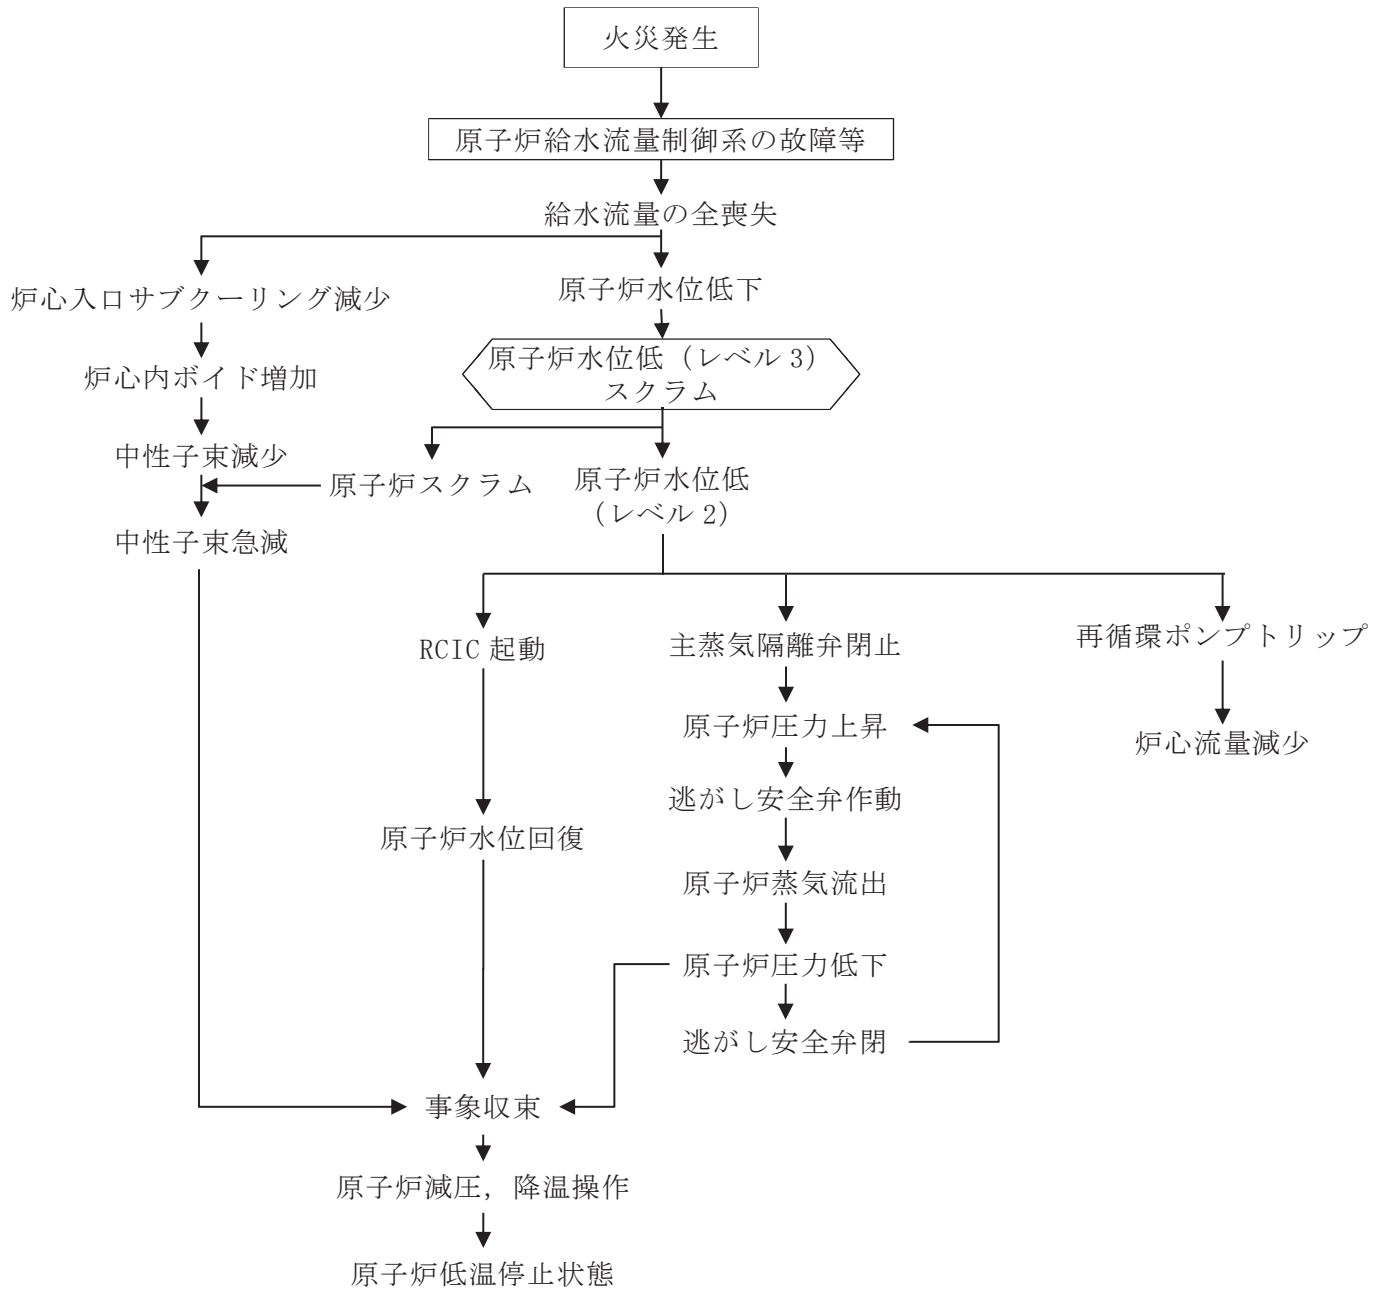 火災発生
原子炉給水流量制御系の故障等
給水流量の全喪失
炉心入口サブクーリング減少
原子炉水位低下
炉心内ボイド増加
原子炉水位低（レベル 3）
スクラム
中性子束減少
原子炉スクラム
原子炉水位低
（レベル 2）
中性子束急減
RCIC 起動
主蒸気隔離弁閉止
再循環ポンプトリップ
原子炉圧力上昇
炉心流量減少
逃がし安全弁作動
原子炉水位回復
原子炉蒸気流出
原子炉圧力低下
逃がし安全弁閉
事象収束
原子炉減圧，降温操作
原子炉低温停止状態